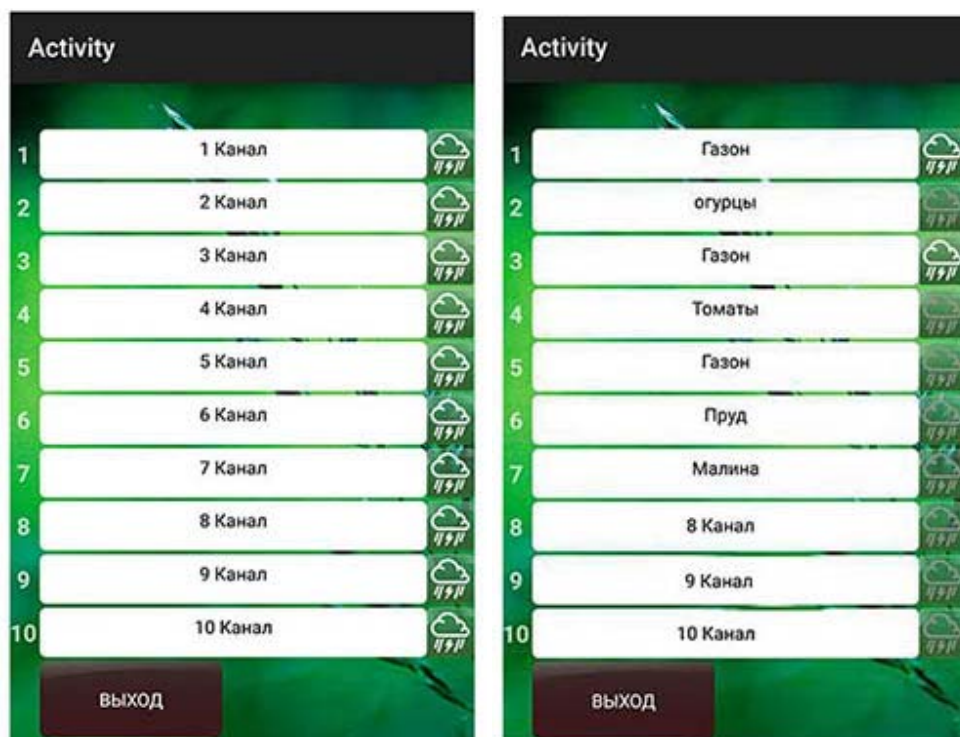 Activity
1 1 Канал
2 2 Канал
3 3 Канал
4 4 Канал
5 5 Канал
6 6 Канал
7 7 Канал
8 8 Канал
9 9 Канал
10 10 Канал
ВЫХОД
Activity
1 Газон
2 огурцы
3 Газон
4 Томаты
5 Газон
6 Пруд
7 Малина
8 8 Канал
9 9 Канал
10 10 Канал
ВЫХОД